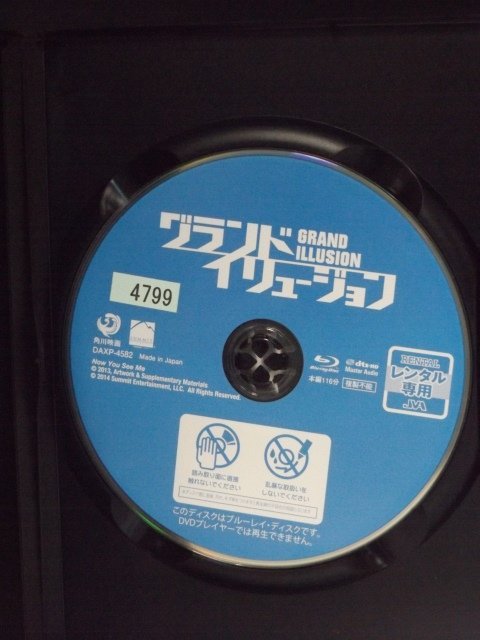 グランド
GRAND
ILLUSION
イリュージョン
4799
角川映画
SUMMIT
DAXP-4582 Made in Japan
Now You See Me
© 2013, Artwork & Supplementary Materials
© 2014 Summit Entertainment, LLC. All Rights Reserved.
Blu-rayDisc
dts-HD
Master Audio
本編116分
複製不能
RENTAL
レンタル
専用
JVA
読み取り面に直接
触れないでください
乱暴な取扱いを
しないでください
このディスクはブルーレイ・ディスクです。
DVDプレイヤーでは再生できません。